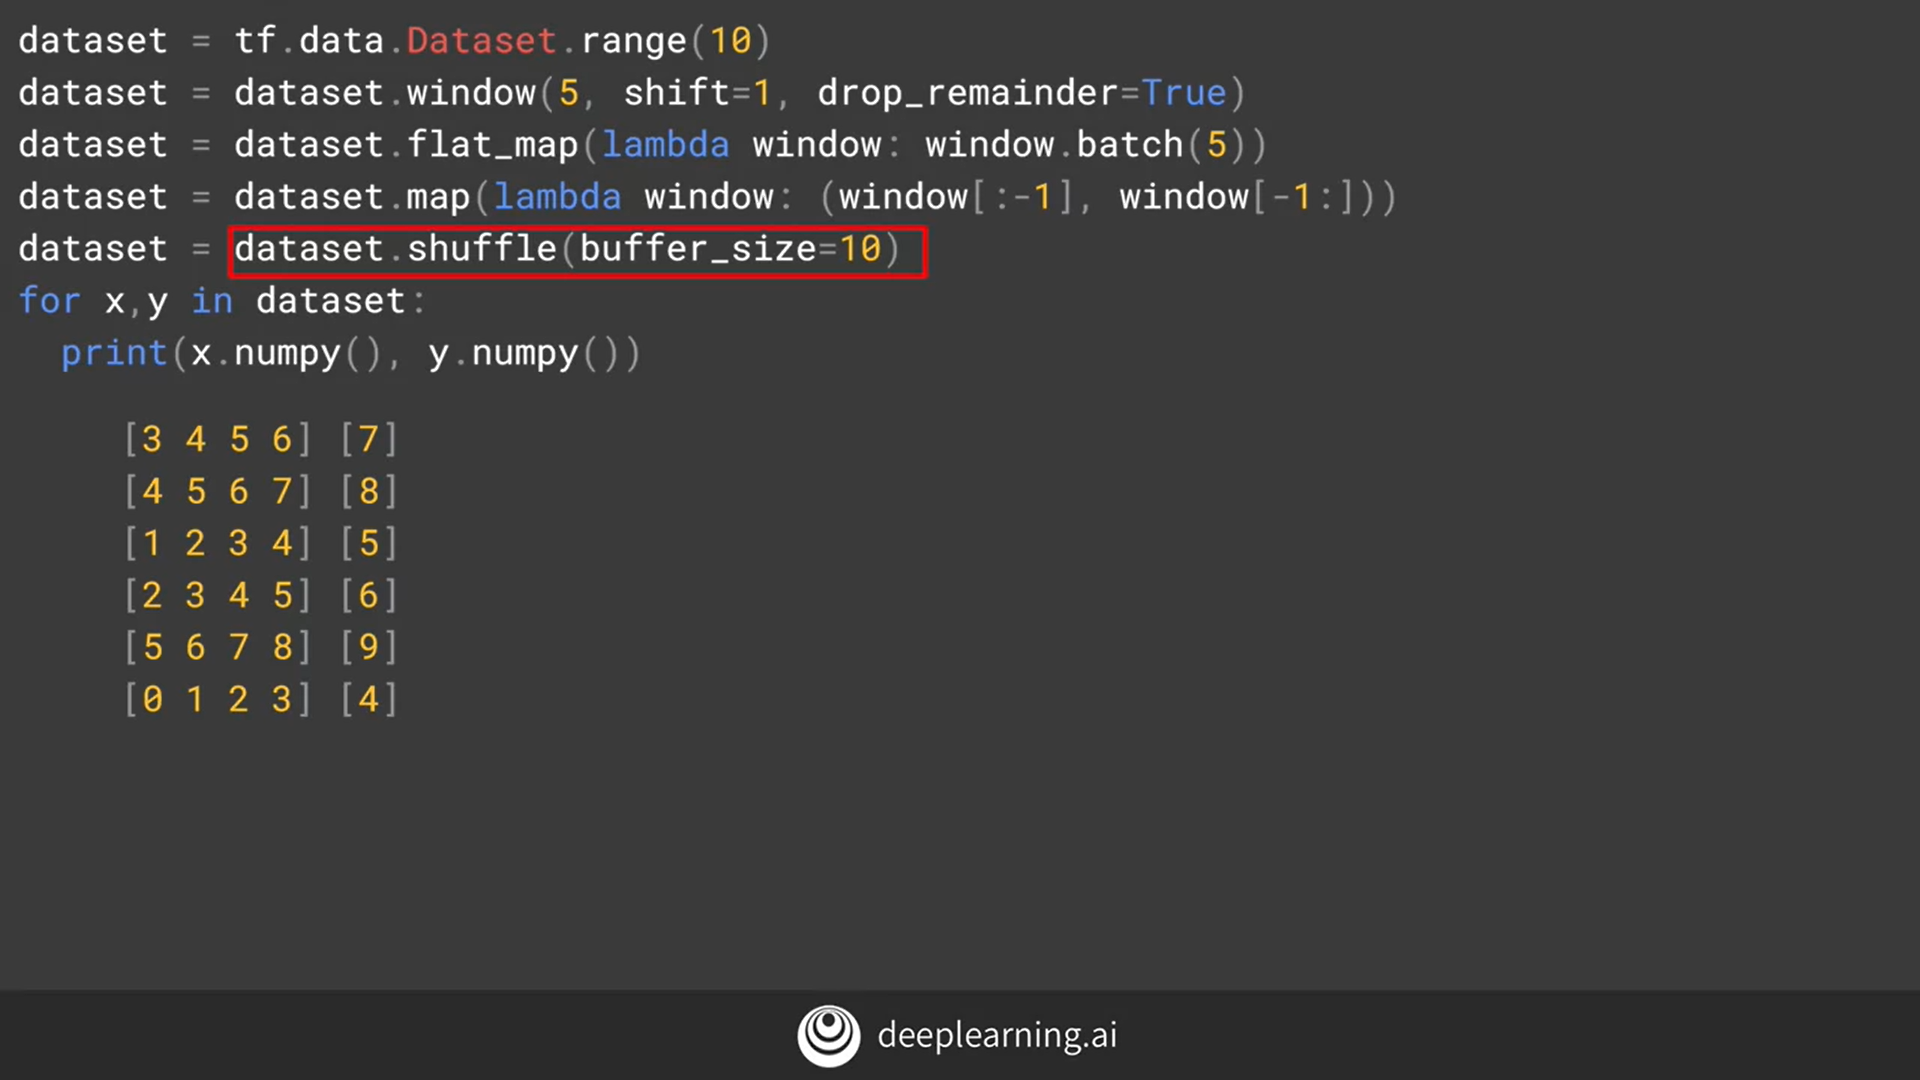 dataset = tf.data.Dataset.range(10)
dataset = dataset.window(5, shift=1, drop_remainder=True)
dataset = dataset.flat_map(lambda window: window.batch(5))
dataset = dataset.map(lambda window: (window[:-1], window[-1:]))
dataset = dataset.shuffle(buffer_size=10)
for x,y in dataset:
  print(x.numpy(), y.numpy())
[3 4 5 6] [7]
[4 5 6 7] [8]
[1 2 3 4] [5]
[2 3 4 5] [6]
[5 6 7 8] [9]
[0 1 2 3] [4]
deeplearning.ai